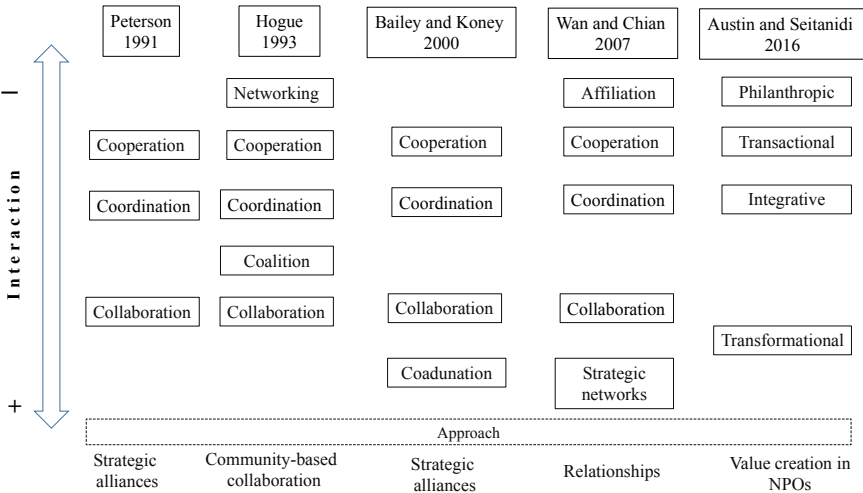 Peterson
1991
Hogue
1993
Bailey and Koney
2000
Wan and Chian
2007
Austin and Seitanidi
2016
–
Networking
Affiliation
Philanthropic
Cooperation
Cooperation
Cooperation
Cooperation
Transactional
Interaction
Coordination
Coordination
Coordination
Coordination
Integrative
Coalition
Collaboration
Collaboration
Collaboration
Collaboration
Transformational
Coadunation
Strategic
networks
+
Approach
Strategic
alliances
Community-based
collaboration
Strategic
alliances
Relationships
Value creation in
NPOs